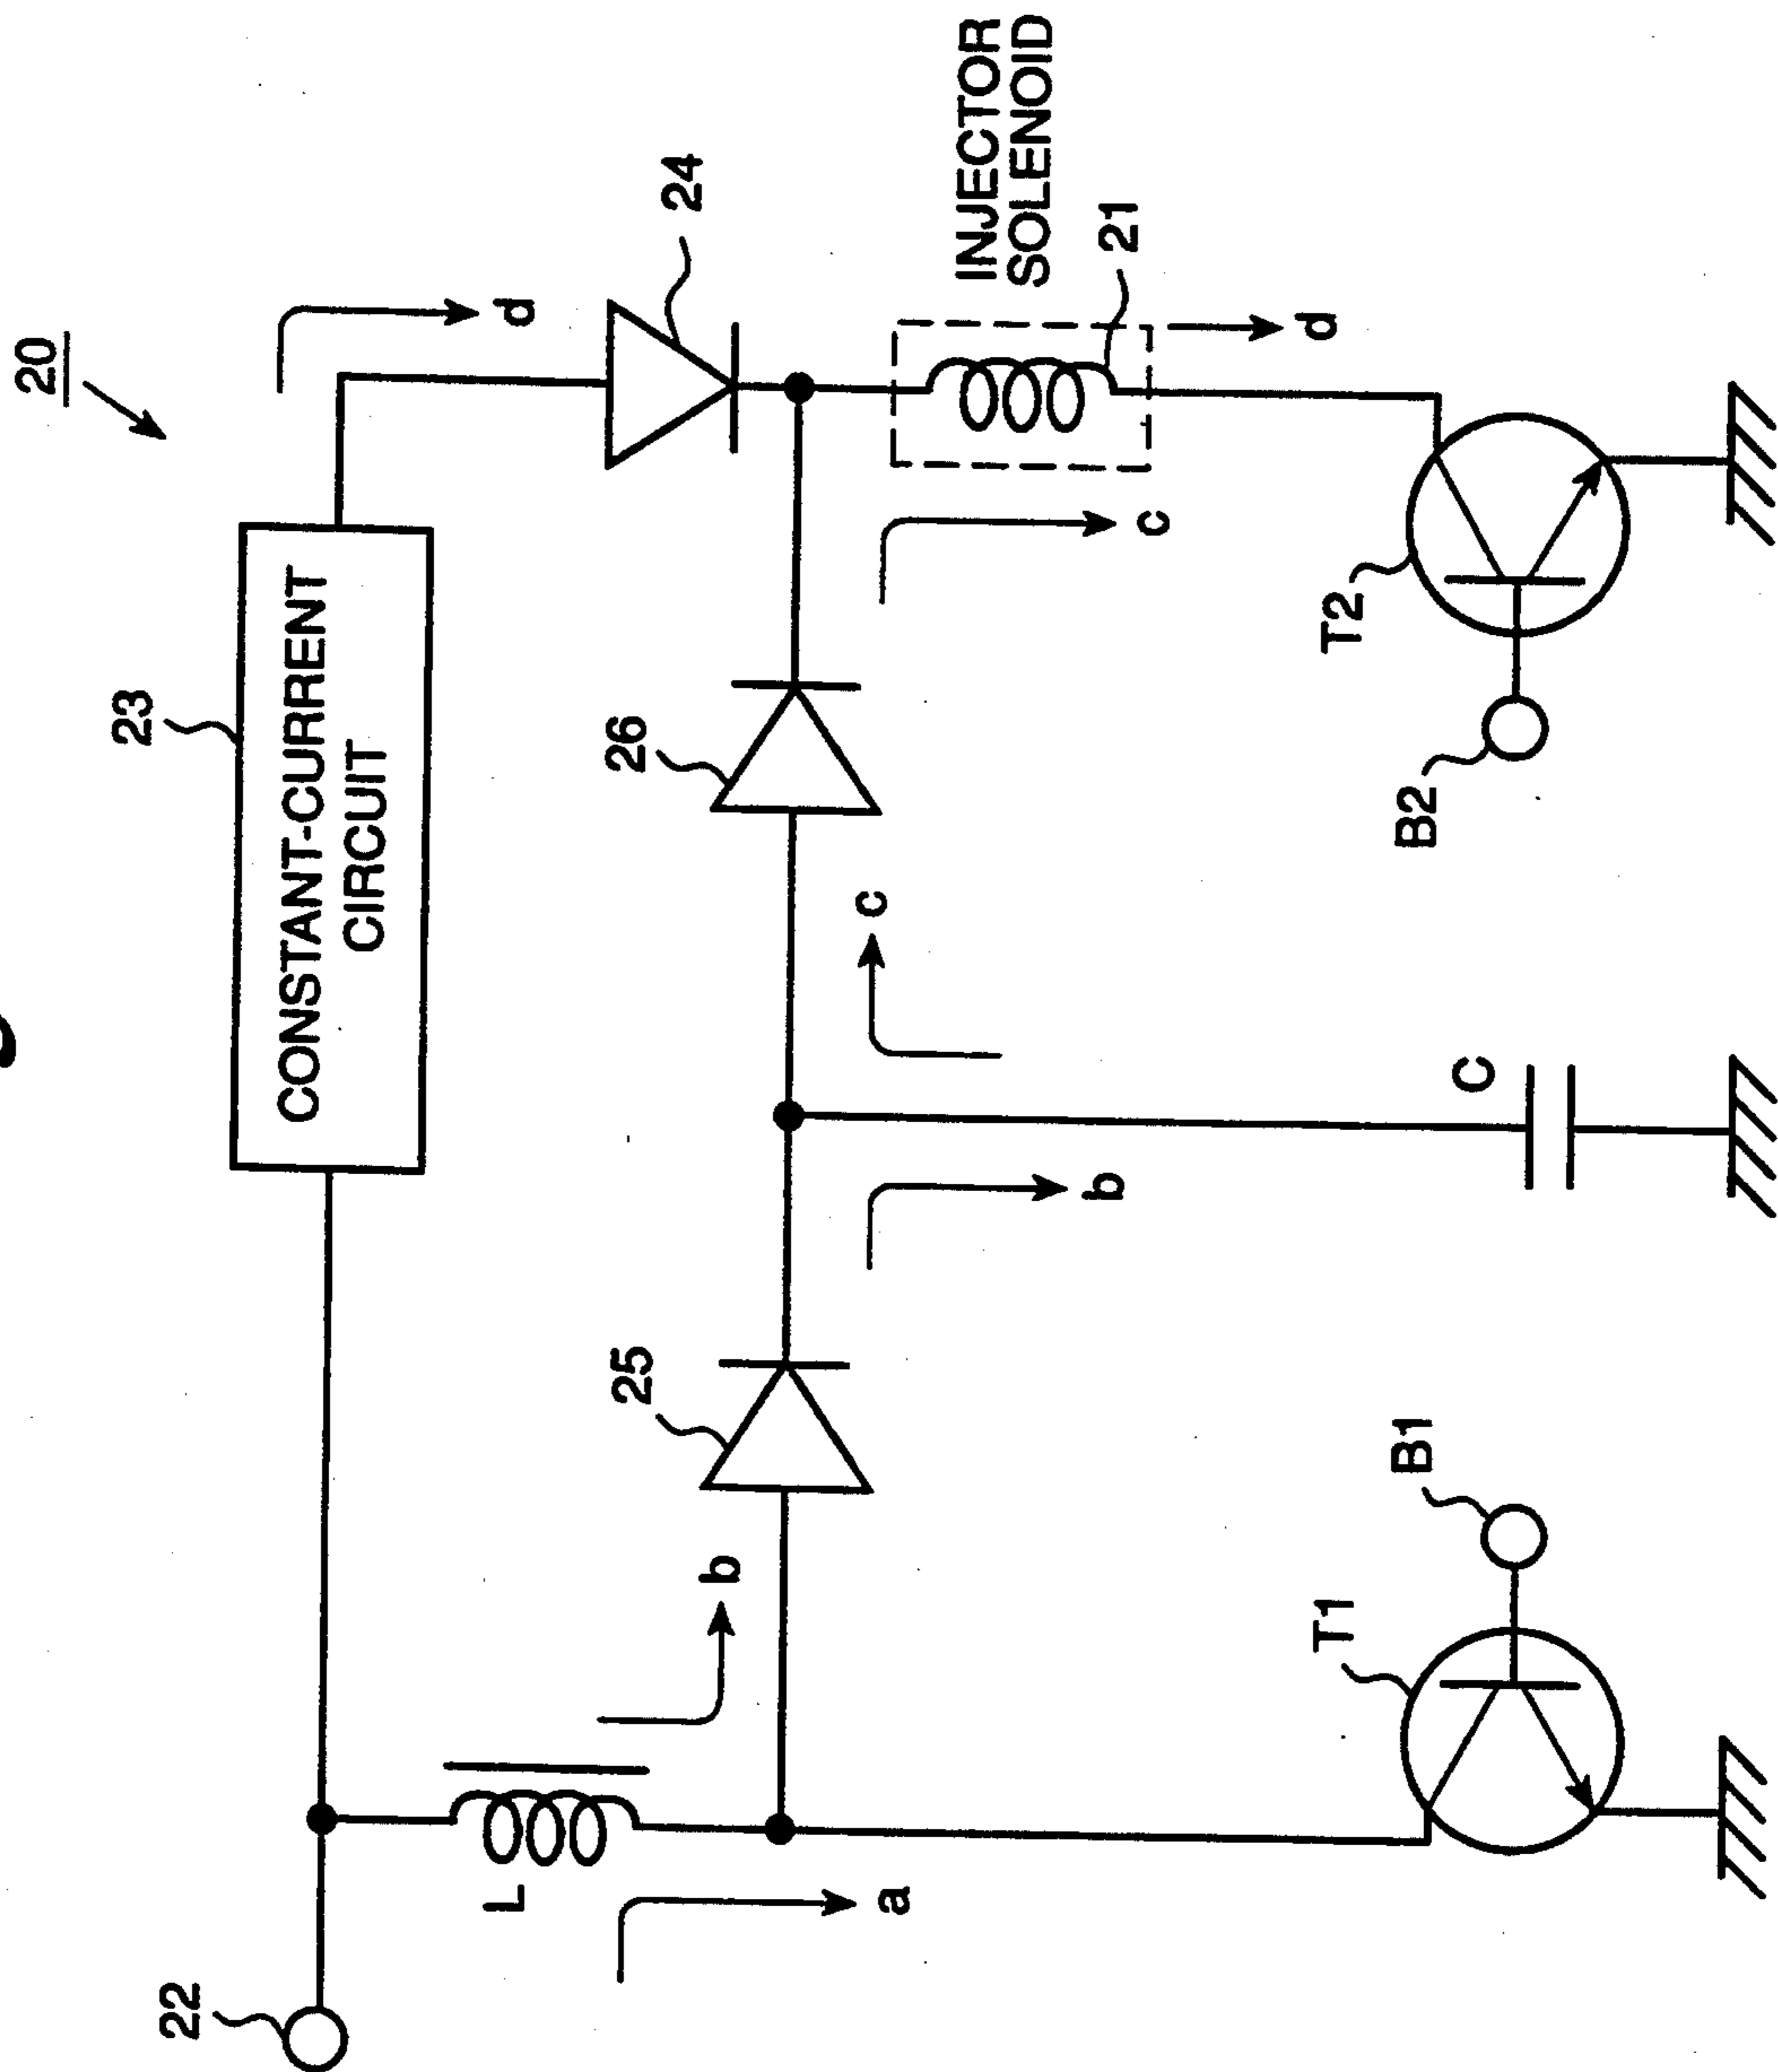 20
22
23
CONSTANT-CURRENT
CIRCUIT
d
L
25
26
24
b
c
a
INJECTOR
SOLENOID
b
21
c
d
T1
T2
B1
B2
C